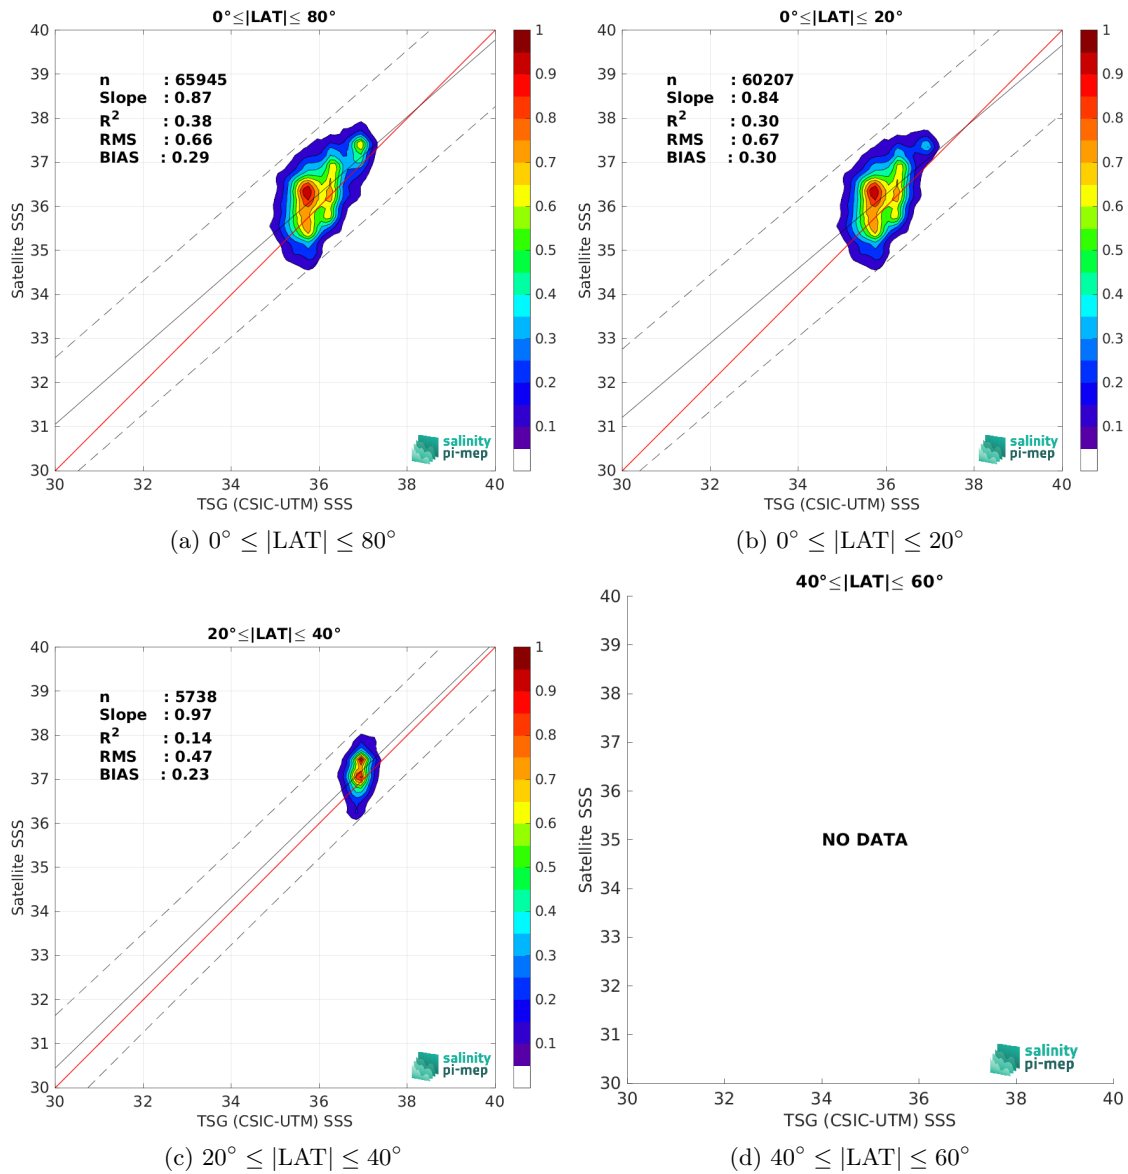 0°≤|LAT|≤ 80°
40
39
38
37
36
35
34
33
32
31
30
Satellite SSS
n : 65945
Slope : 0.87
R² : 0.38
RMS : 0.66
BIAS : 0.29
30 32 34 36 38 40
TSG (CSIC-UTM) SSS
1
0.9
0.8
0.7
0.6
0.5
0.4
0.3
0.2
0.1
salinity
pi-mep
(a) 0° ≤ |LAT| ≤ 80°
0°≤|LAT|≤ 20°
40
39
38
37
36
35
34
33
32
31
30
Satellite SSS
n : 60207
Slope : 0.84
R² : 0.30
RMS : 0.67
BIAS : 0.30
30 32 34 36 38 40
TSG (CSIC-UTM) SSS
1
0.9
0.8
0.7
0.6
0.5
0.4
0.3
0.2
0.1
salinity
pi-mep
(b) 0° ≤ |LAT| ≤ 20°
20°≤|LAT|≤ 40°
40
39
38
37
36
35
34
33
32
31
30
Satellite SSS
n : 5738
Slope : 0.97
R² : 0.14
RMS : 0.47
BIAS : 0.23
30 32 34 36 38 40
TSG (CSIC-UTM) SSS
1
0.9
0.8
0.7
0.6
0.5
0.4
0.3
0.2
0.1
salinity
pi-mep
(c) 20° ≤ |LAT| ≤ 40°
40°≤|LAT|≤ 60°
40
39
38
37
36
35
34
33
32
31
30
Satellite SSS
NO DATA
30 32 34 36 38 40
TSG (CSIC-UTM) SSS
salinity
pi-mep
(d) 40° ≤ |LAT| ≤ 60°